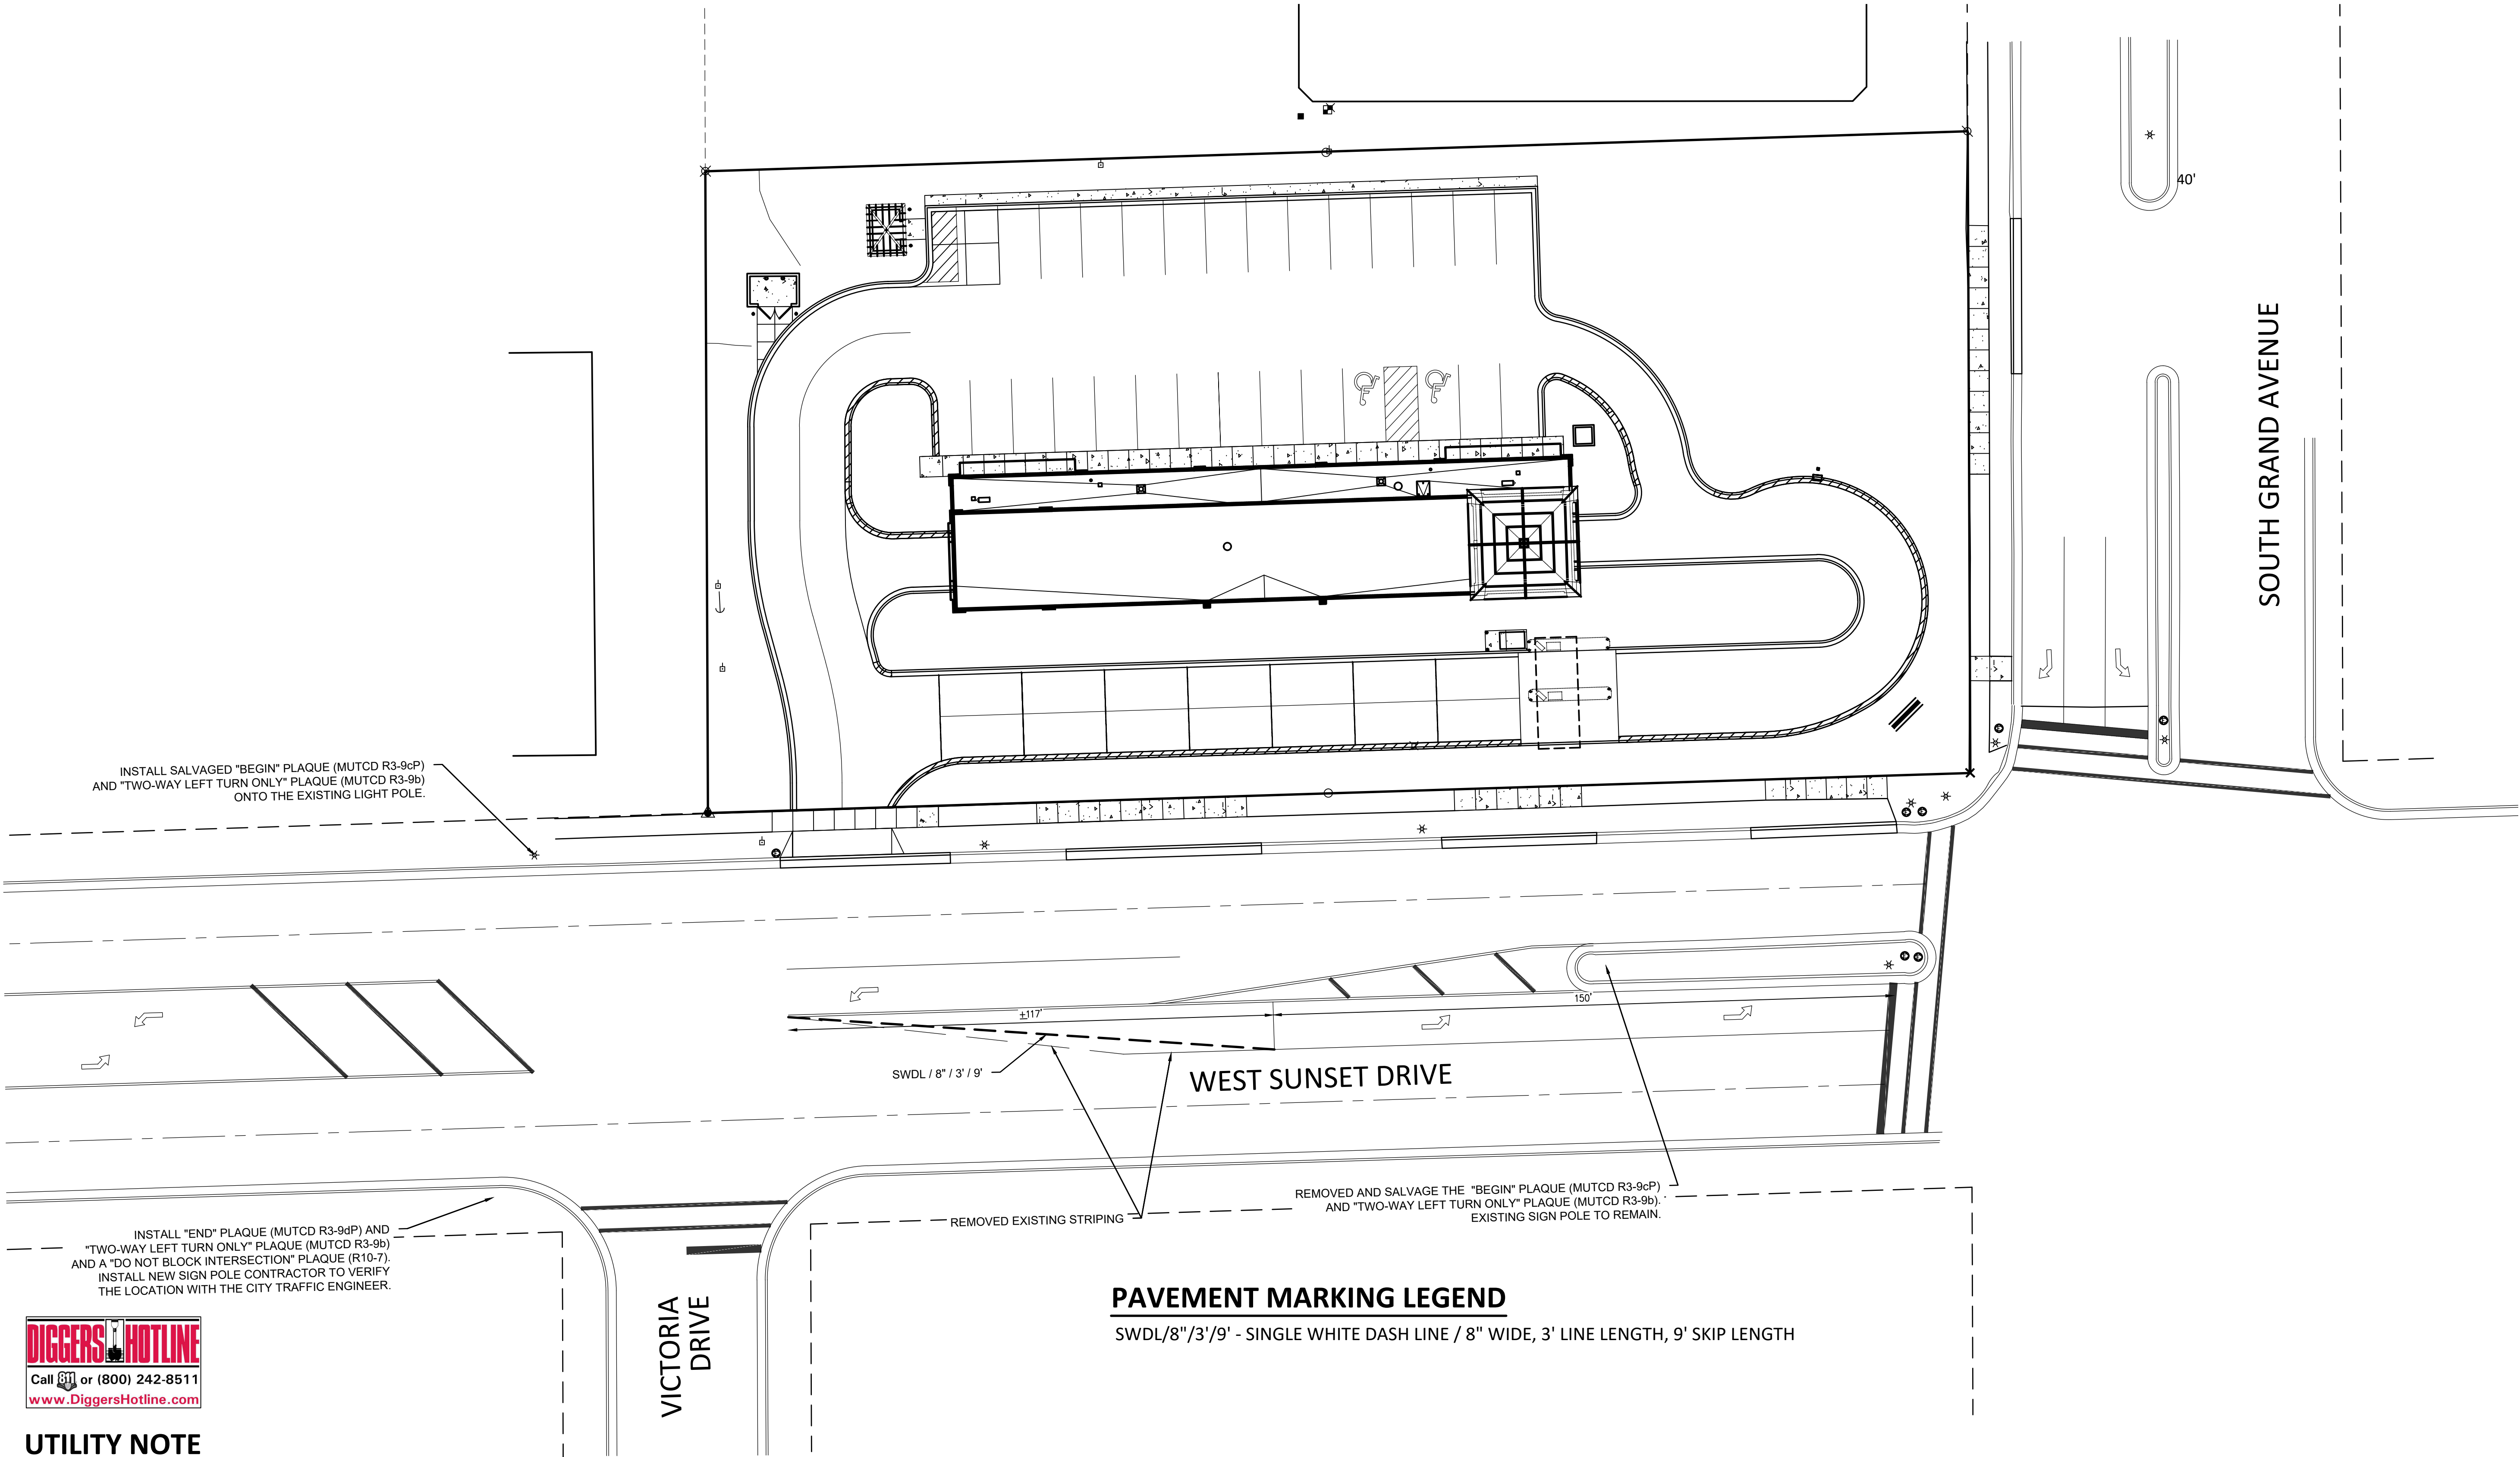 40'
SOUTH GRAND AVENUE
INSTALL SALVAGED "BEGIN" PLAQUE (MUTCD R3-9cP)
AND "TWO-WAY LEFT TURN ONLY" PLAQUE (MUTCD R3-9b)
ONTO THE EXISTING LIGHT POLE.
150'
±117'
SWDL / 8" / 3' / 9'
WEST SUNSET DRIVE
REMOVED EXISTING STRIPING
REMOVED AND SALVAGE THE "BEGIN" PLAQUE (MUTCD R3-9cP)
AND "TWO-WAY LEFT TURN ONLY" PLAQUE (MUTCD R3-9b).
EXISTING SIGN POLE TO REMAIN.
INSTALL "END" PLAQUE (MUTCD R3-9dP) AND
"TWO-WAY LEFT TURN ONLY" PLAQUE (MUTCD R3-9b)
AND A "DO NOT BLOCK INTERSECTION" PLAQUE (R10-7).
INSTALL NEW SIGN POLE CONTRACTOR TO VERIFY
THE LOCATION WITH THE CITY TRAFFIC ENGINEER.
VICTORIA
DRIVE
PAVEMENT MARKING LEGEND
SWDL/8"/3'/9' - SINGLE WHITE DASH LINE / 8" WIDE, 3' LINE LENGTH, 9' SKIP LENGTH
DIGGERS HOTLINE
Call 811 or (800) 242-8511
www.DiggersHotline.com
UTILITY NOTE